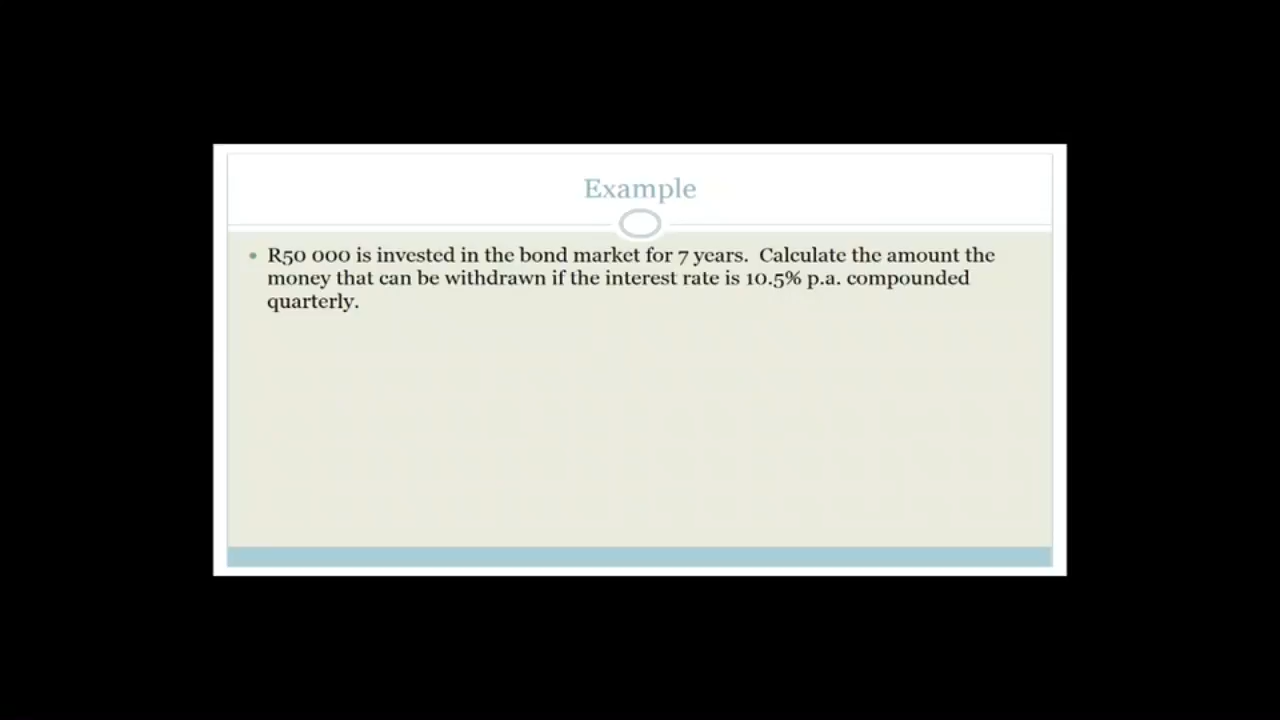 Example
• R50 000 is invested in the bond market for 7 years.  Calculate the amount the
money that can be withdrawn if the interest rate is 10.5% p.a. compounded
quarterly.